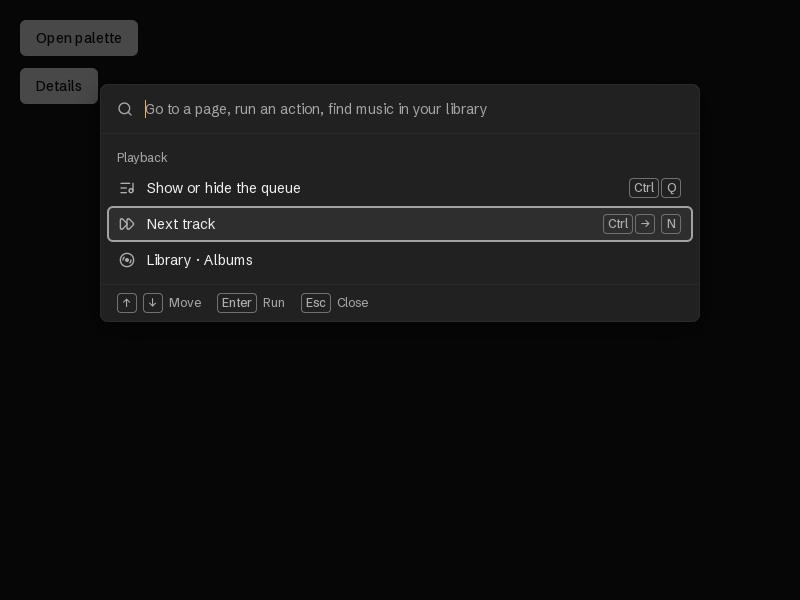 Open palette
Details
Go to a page, run an action, find music in your library
Playback
Show or hide the queue Ctrl Q
Next track Ctrl → N
Library · Albums
↑ ↓ Move Enter Run Esc Close